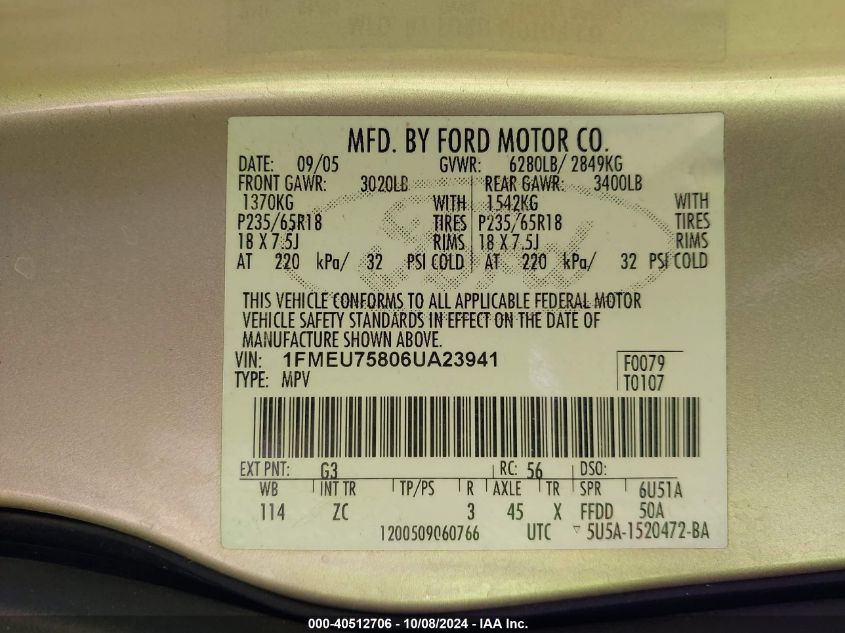 MFD. BY FORD MOTOR CO.
DATE: 09/05 GVWR: 6280LB/ 2849KG
FRONT GAWR: 3020LB REAR GAWR: 3400LB
1370KG WITH 1542KG WITH
P235/65R18 TIRES P235/65R18 TIRES
18 X 7.5J RIMS 18 X 7.5J RIMS
AT 220 kPa/ 32 PSI COLD AT 220 kPa/ 32 PSI COLD
THIS VEHICLE CONFORMS TO ALL APPLICABLE FEDERAL MOTOR
VEHICLE SAFETY STANDARDS IN EFFECT ON THE DATE OF
MANUFACTURE SHOWN ABOVE.
VIN: 1FMEU75806UA23941 F0079
TYPE: MPV T0107
EXT PNT: G3 RC: 56 DSO:
WB INT TR TP/PS R AXLE TR SPR 6U51A
114 ZC 3 45 X FFDD 50A
1200509060766 UTC ▽ 5U5A-1520472-BA
000-40512706 - 10/08/2024 - IAA Inc.